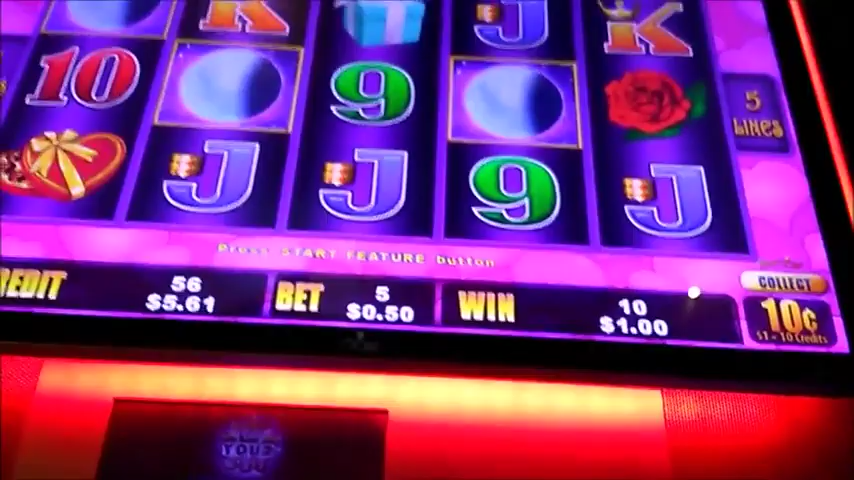 K
J
K
10
9
5
LINES
J
J
9
J
Press START FEATURE button
REDIT
56
$5.61
BET
5
$0.50
WIN
10
$1.00
COLLECT
10¢
$1 - 10 Credits